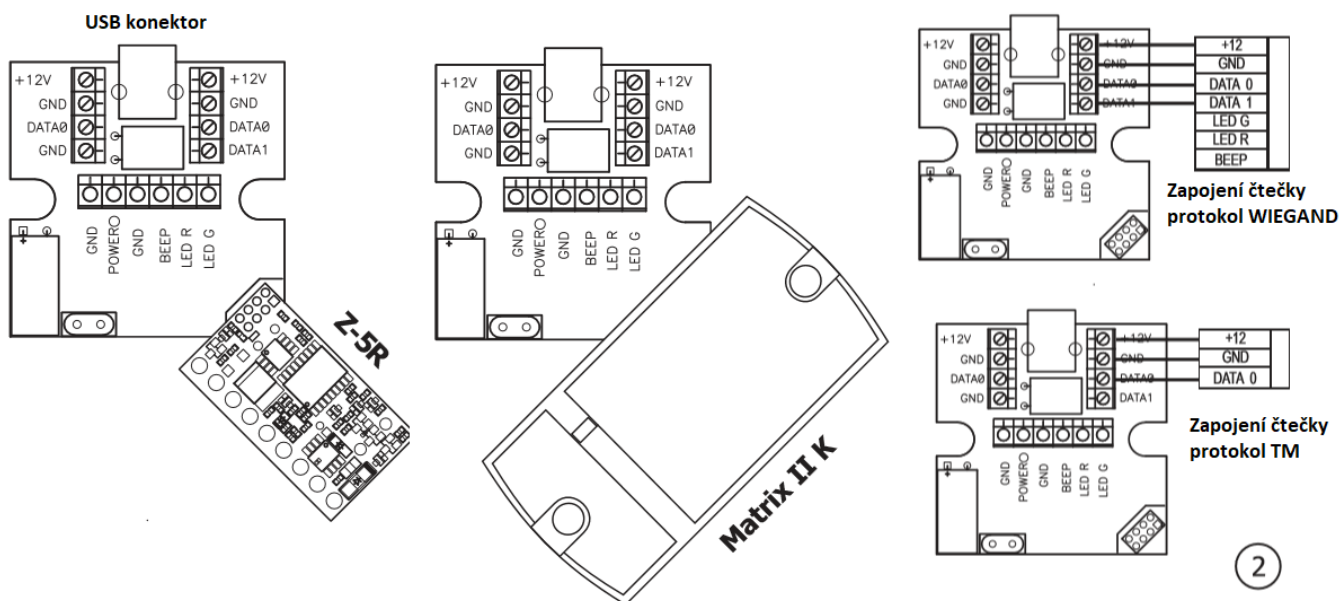 USB konektor
+12V
GND
DATA0
GND
+12V
GND
DATA0
DATA1
GND
POWERO
GND
BEEP
LED R
LED G
Z-5R
+12V
GND
DATA0
GND
+12V
GND
DATA0
DATA1
GND
POWERO
GND
BEEP
LED R
LED G
Matrix II K
+12V
GND
DATA0
GND
+12V
GND
DATA0
DATA1
GND
POWERO
GND
BEEP
LED R
LED G
+12
GND
DATA 0
DATA 1
LED G
LED R
BEEP
Zapojení čtečky
protokol WIEGAND
+12V
GND
DATA0
GND
+12V
GND
DATA0
DATA1
GND
POWERO
GND
BEEP
LED R
LED G
+12
GND
DATA 0
Zapojení čtečky
protokol TM
2